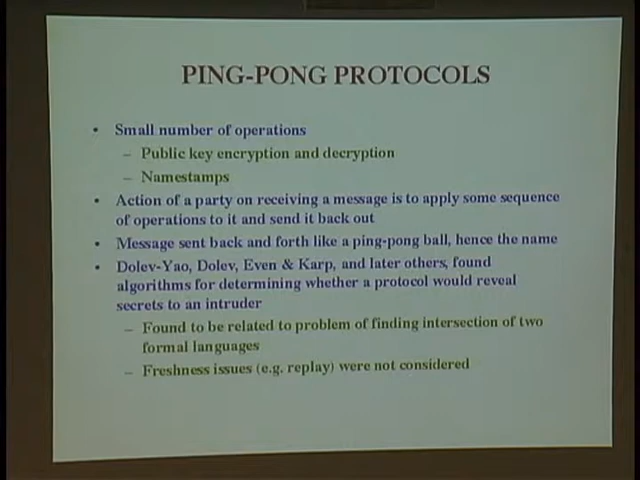 PING-PONG PROTOCOLS
• Small number of operations
– Public key encryption and decryption
– Namestamps
• Action of a party on receiving a message is to apply some sequence
of operations to it and send it back out
• Message sent back and forth like a ping-pong ball, hence the name
• Dolev-Yao, Dolev, Even & Karp, and later others, found
algorithms for determining whether a protocol would reveal
secrets to an intruder
– Found to be related to problem of finding intersection of two
formal languages
– Freshness issues (e.g. replay) were not considered